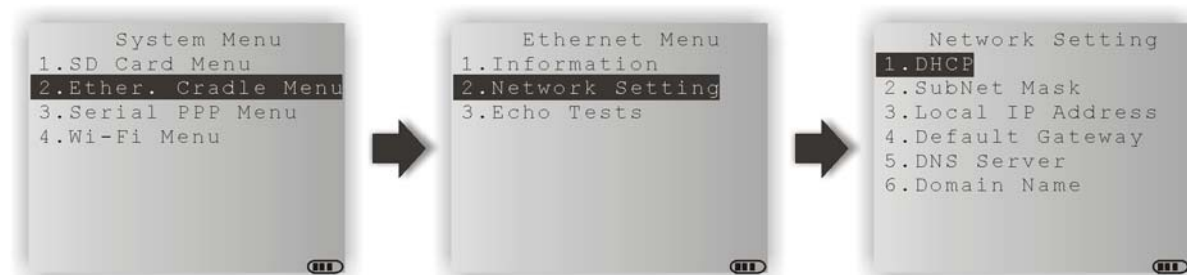 System Menu
1.SD Card Menu
2.Ether. Cradle Menu
3.Serial PPP Menu
4.Wi-Fi Menu
Ethernet Menu
1.Information
2.Network Setting
3.Echo Tests
Network Setting
1.DHCP
2.SubNet Mask
3.Local IP Address
4.Default Gateway
5.DNS Server
6.Domain Name